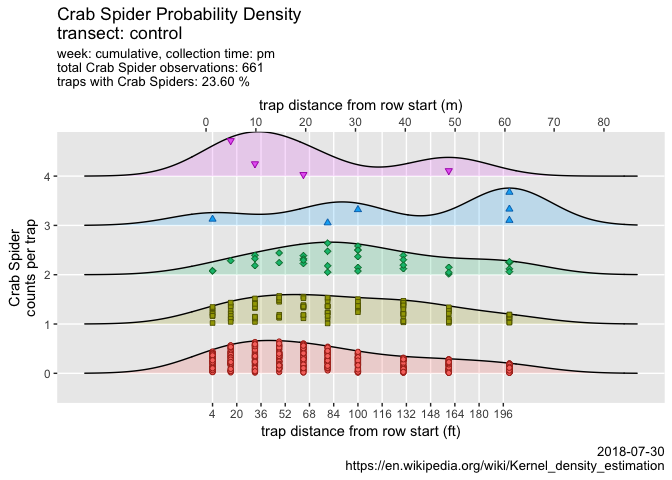 Crab Spider Probability Density
transect: control
week: cumulative, collection time: pm
total Crab Spider observations: 661
traps with Crab Spiders: 23.60 %
trap distance from row start (m)
0 10 20 30 40 50 60 70 80
4
3
2
1
0
Crab Spider
counts per trap
4 20 36 52 68 84 100 116 132 148 164 180 196
trap distance from row start (ft)
2018-07-30
https://en.wikipedia.org/wiki/Kernel_density_estimation